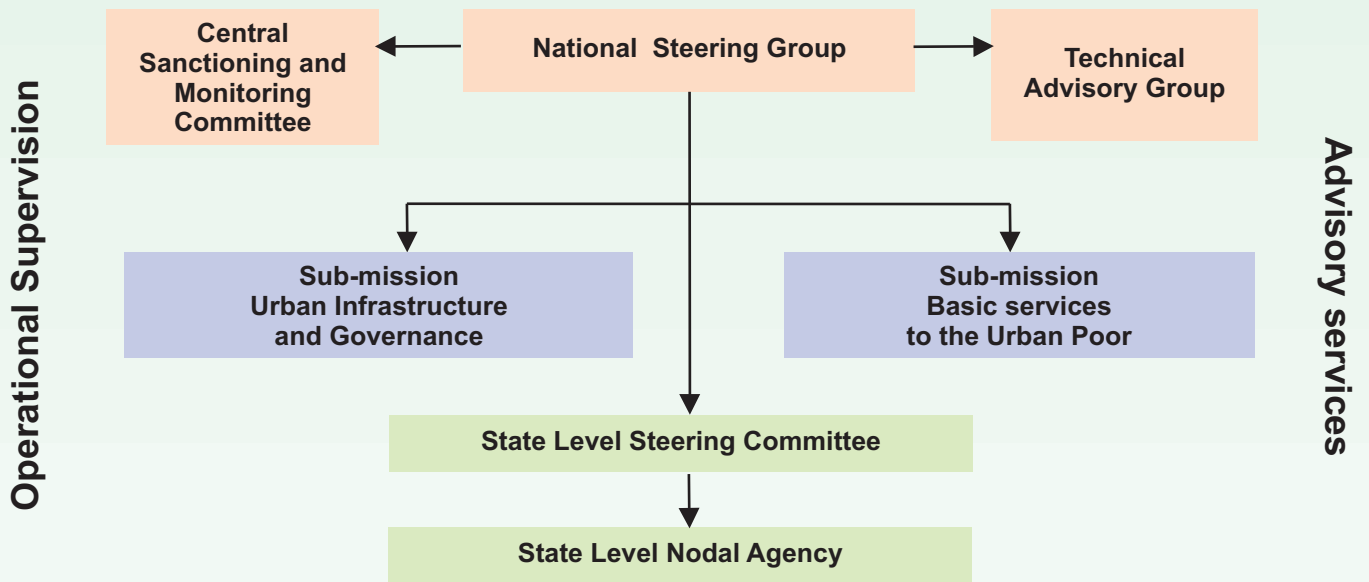 Operational Supervision
Central
Sanctioning and
Monitoring
Committee
National Steering Group
Technical
Advisory Group
Advisory services
Sub-mission
Urban Infrastructure
and Governance
Sub-mission
Basic services
to the Urban Poor
State Level Steering Committee
State Level Nodal Agency